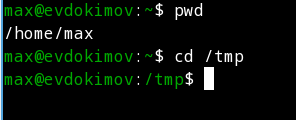 max@evdokimov:~$ pwd
/home/max
max@evdokimov:~$ cd /tmp
max@evdokimov:/tmp$